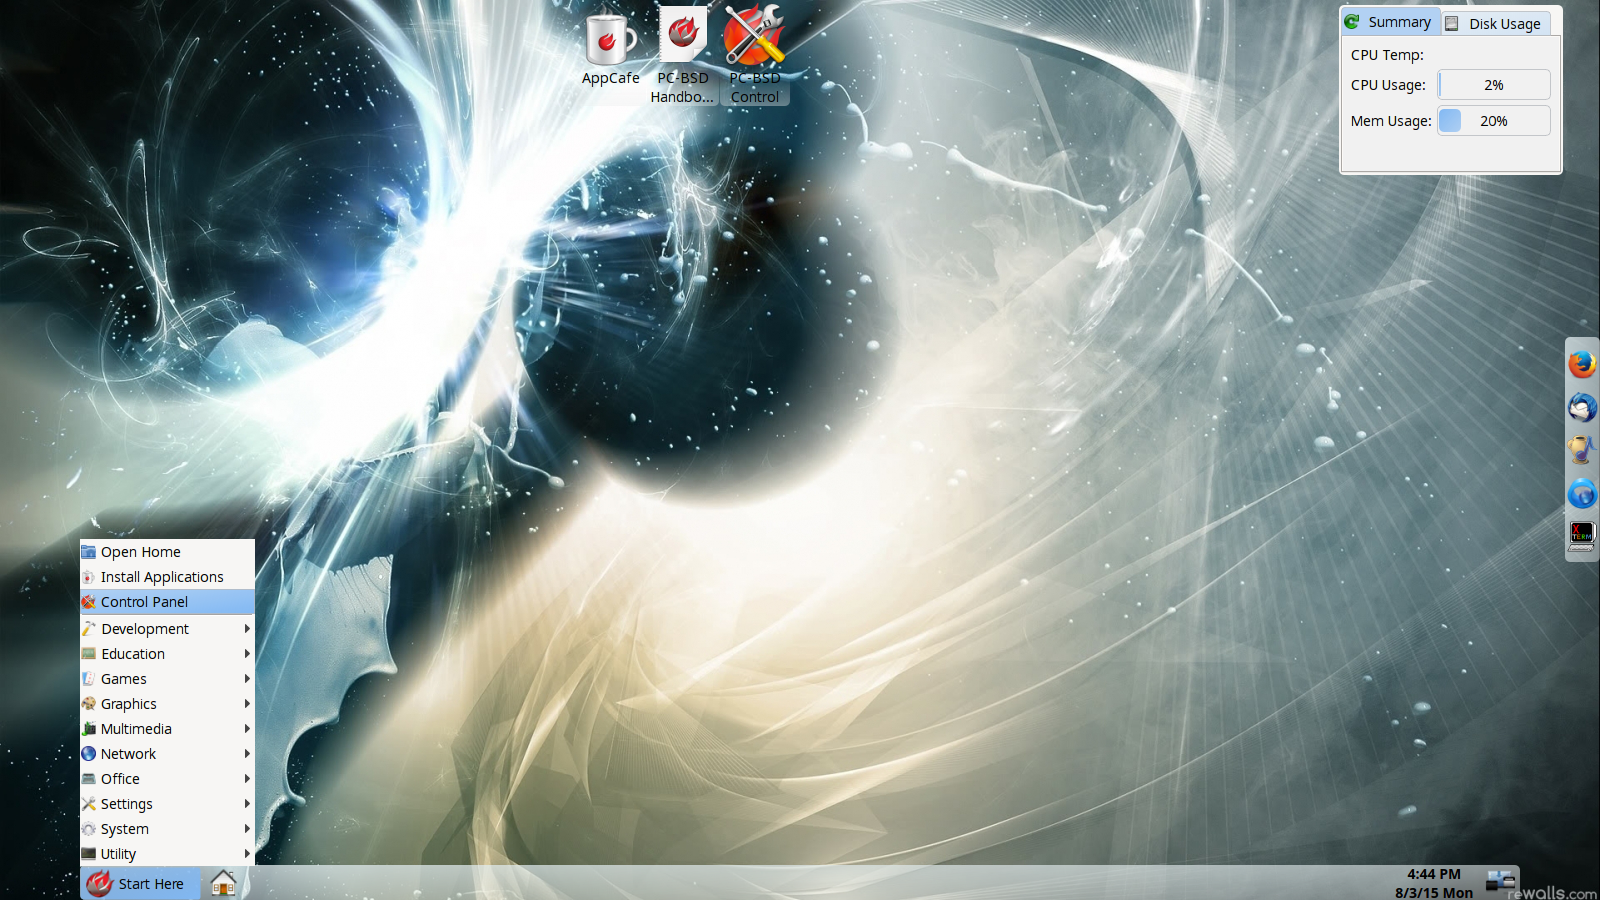 AppCafe
PC-BSD
Handbo...
PC-BSD
Control
Summary
Disk Usage
CPU Temp:
CPU Usage:
2%
Mem Usage:
20%
XTERM
Open Home
Install Applications
Control Panel
Development
Education
Games
Graphics
Multimedia
Network
Office
Settings
System
Utility
Start Here
4:44 PM
8/3/15 Mon
rewalls.com